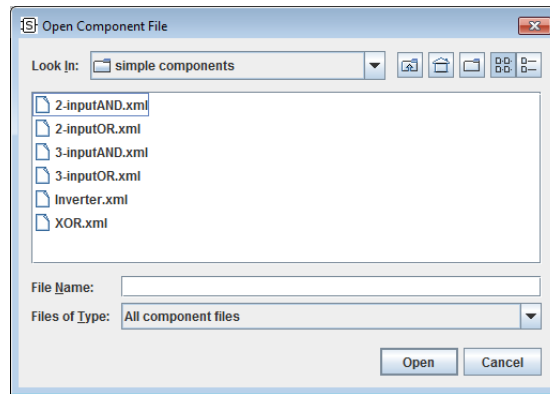 S Open Component File
Look In: simple components
2-inputAND.xml
2-inputOR.xml
3-inputAND.xml
3-inputOR.xml
Inverter.xml
XOR.xml
File Name:
Files of Type: All component files
Open Cancel